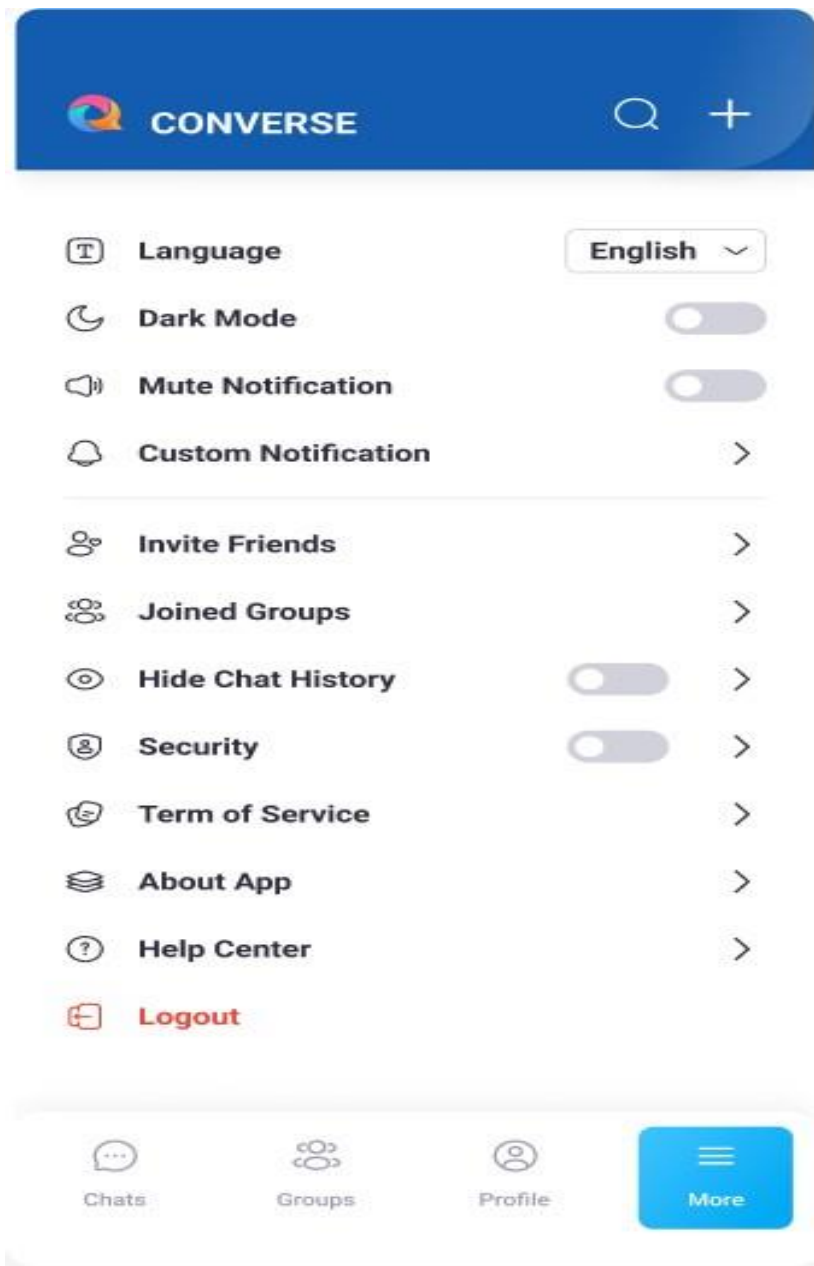 CONVERSE
Language English
Dark Mode
Mute Notification
Custom Notification
Invite Friends
Joined Groups
Hide Chat History
Security
Term of Service
About App
Help Center
Logout
Chats Groups Profile More